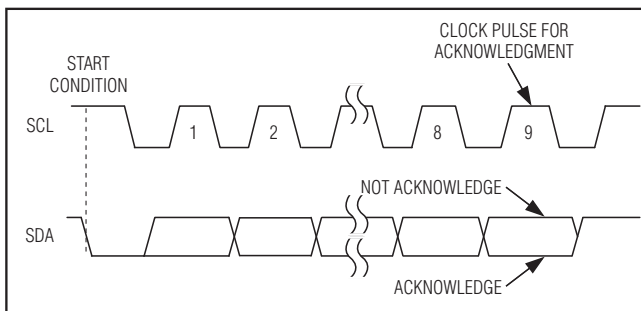 CLOCK PULSE FOR
ACKNOWLEDGMENT
START
CONDITION
SCL
1
2
8
9
NOT ACKNOWLEDGE
SDA
ACKNOWLEDGE